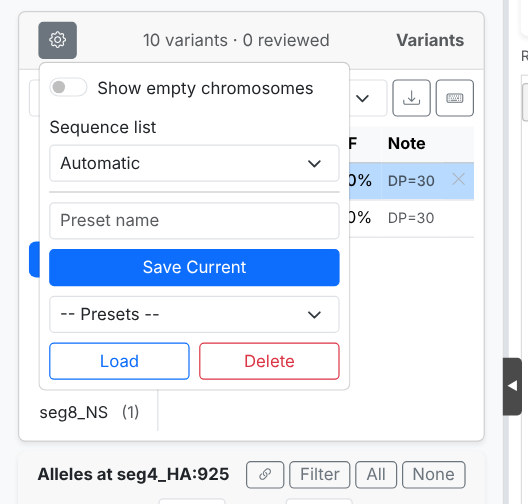 10 variants · 0 reviewed
Variants
Show empty chromosomes
Sequence list
Automatic
Preset name
Save Current
-- Presets --
Load
Delete
F
Note
0%
DP=30
0%
DP=30
seg8_NS (1)
Alleles at seg4_HA:925
Filter
All
None
R